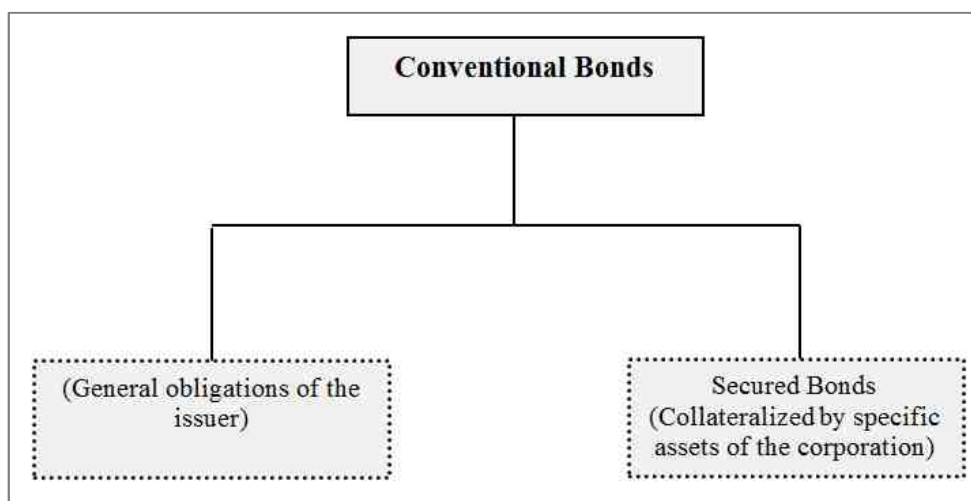 Conventional Bonds
(General obligations of the
issuer)
Secured Bonds
(Collateralized by specific
assets of the corporation)